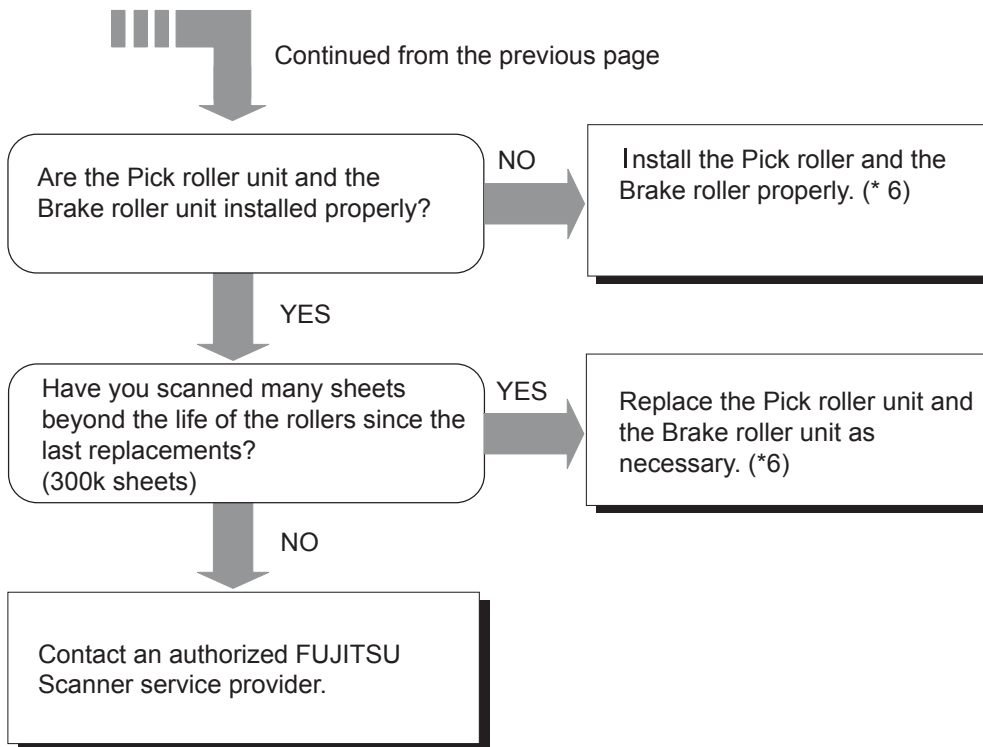 Continued from the previous page
Are the Pick roller unit and the
Brake roller unit installed properly?
NO
Install the Pick roller and the
Brake roller properly. (* 6)
YES
Have you scanned many sheets
beyond the life of the rollers since the
last replacements?
(300k sheets)
YES
Replace the Pick roller unit and
the Brake roller unit as
necessary. (*6)
NO
Contact an authorized FUJITSU
Scanner service provider.